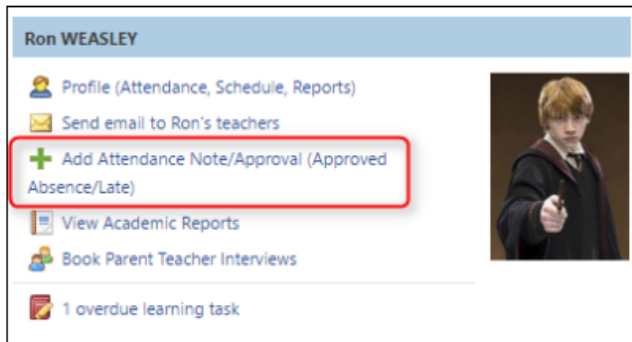 Ron WEASLEY
Profile (Attendance, Schedule, Reports)
Send email to Ron's teachers
Add Attendance Note/Approval (Approved
Absence/Late)
View Academic Reports
Book Parent Teacher Interviews
1 overdue learning task